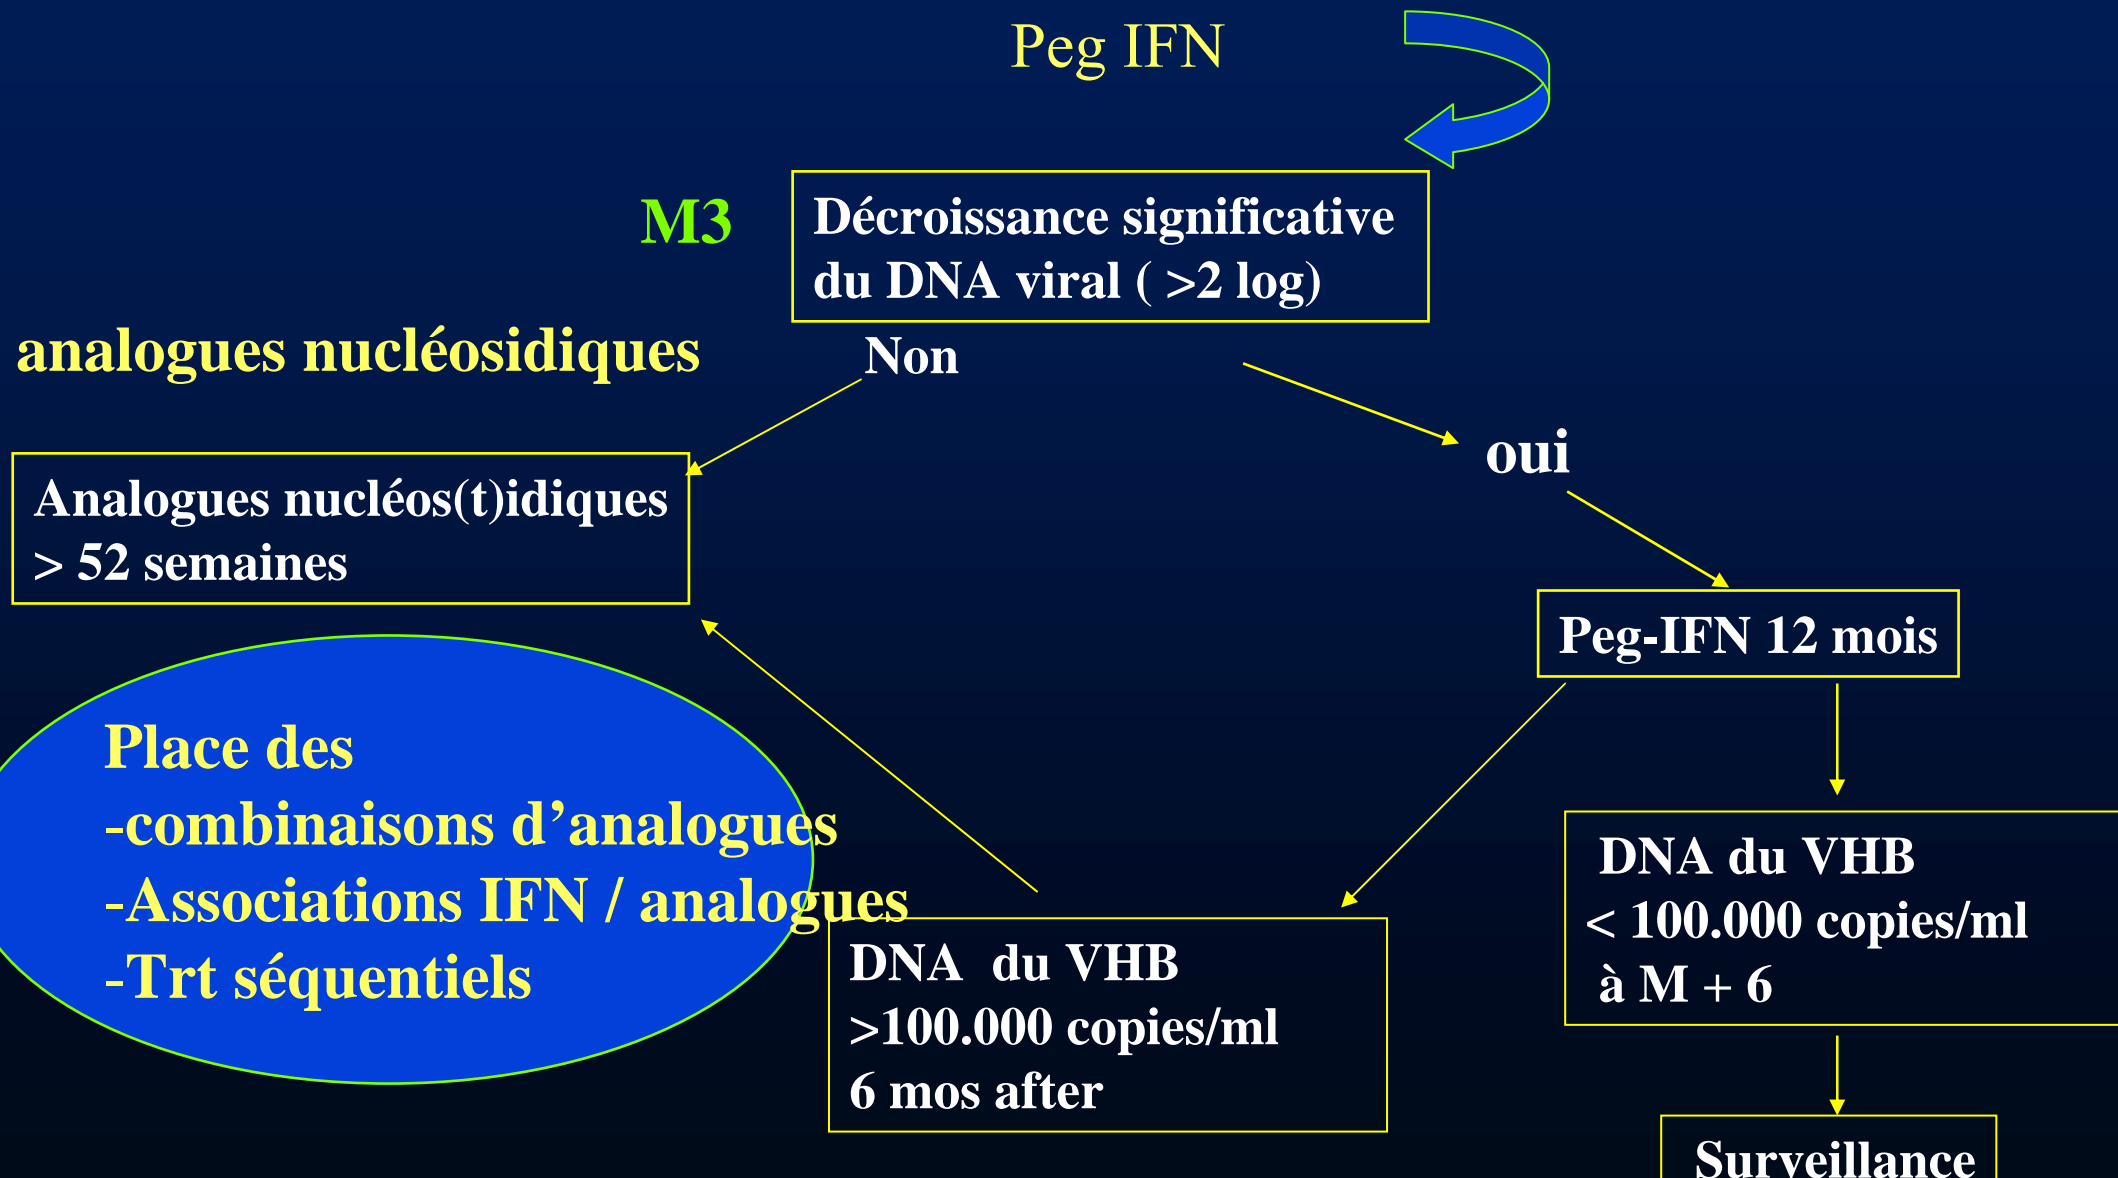 Peg IFN
M3
Décroissance significative
du DNA viral ( >2 log)
analogues nucléosidiques
Non
oui
Analogues nucléos(t)idiques
> 52 semaines
Peg-IFN 12 mois
Place des
-combinaisons d’analogues
-Associations IFN / analogues
-Trt séquentiels
DNA du VHB
>100.000 copies/ml
6 mos after
DNA du VHB
< 100.000 copies/ml
à M + 6
Surveillance